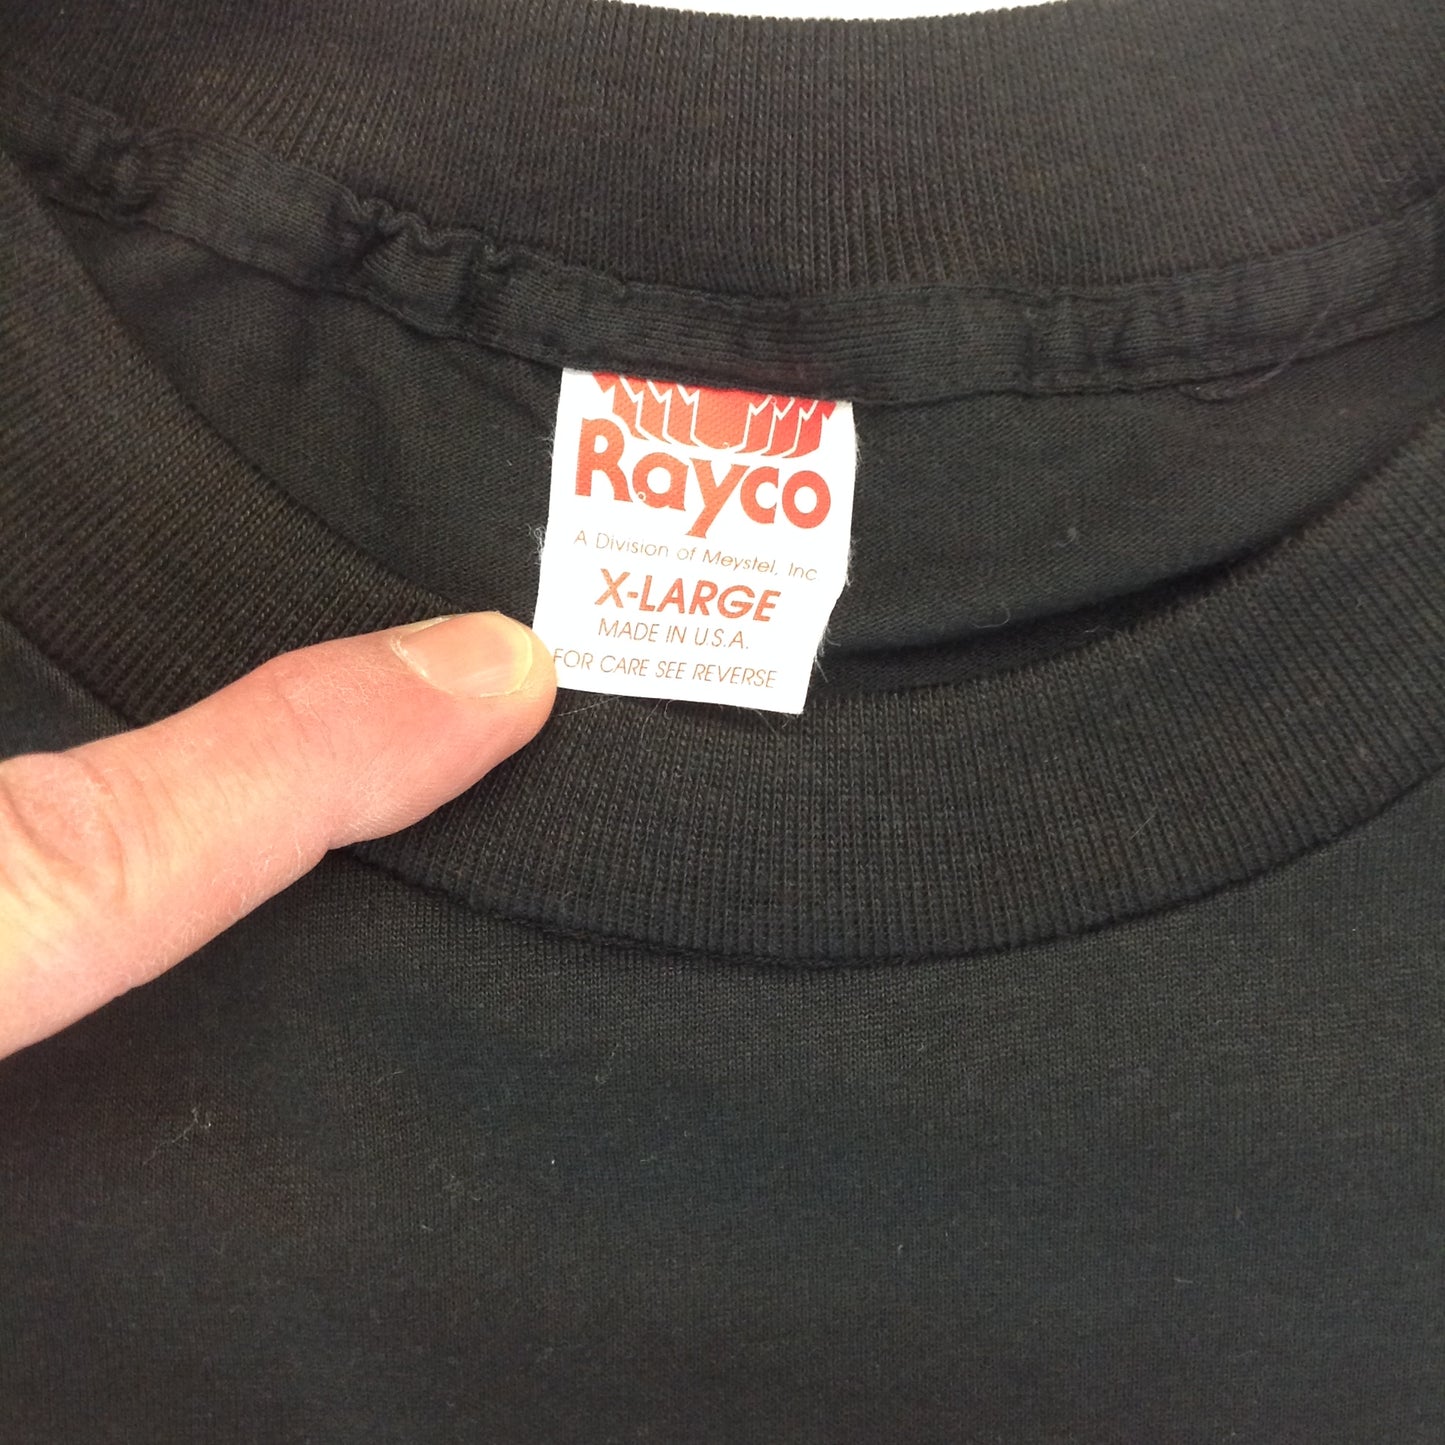 Rayco
A Division of Meystel, Inc
X-LARGE
MADE IN U.S.A.
FOR CARE SEE REVERSE